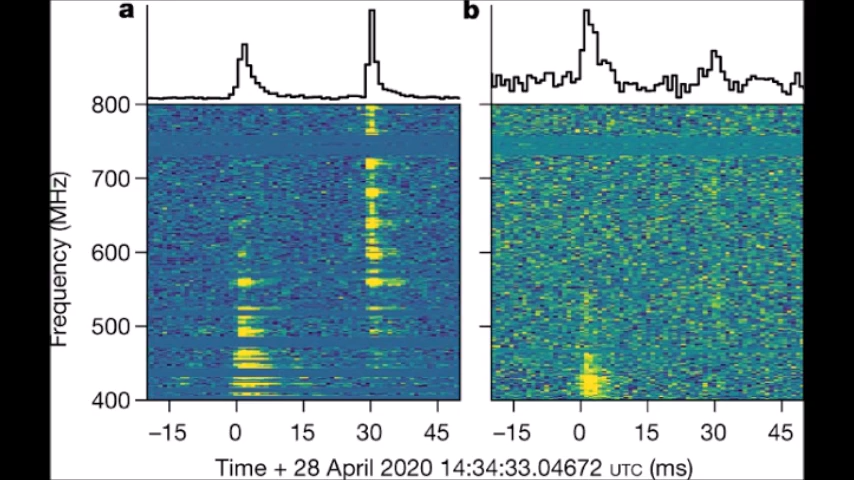 a
b
800
700
600
500
400
Frequency (MHz)
−15 0 15 30 45
−15 0 15 30 45
Time + 28 April 2020 14:34:33.04672 UTC (ms)